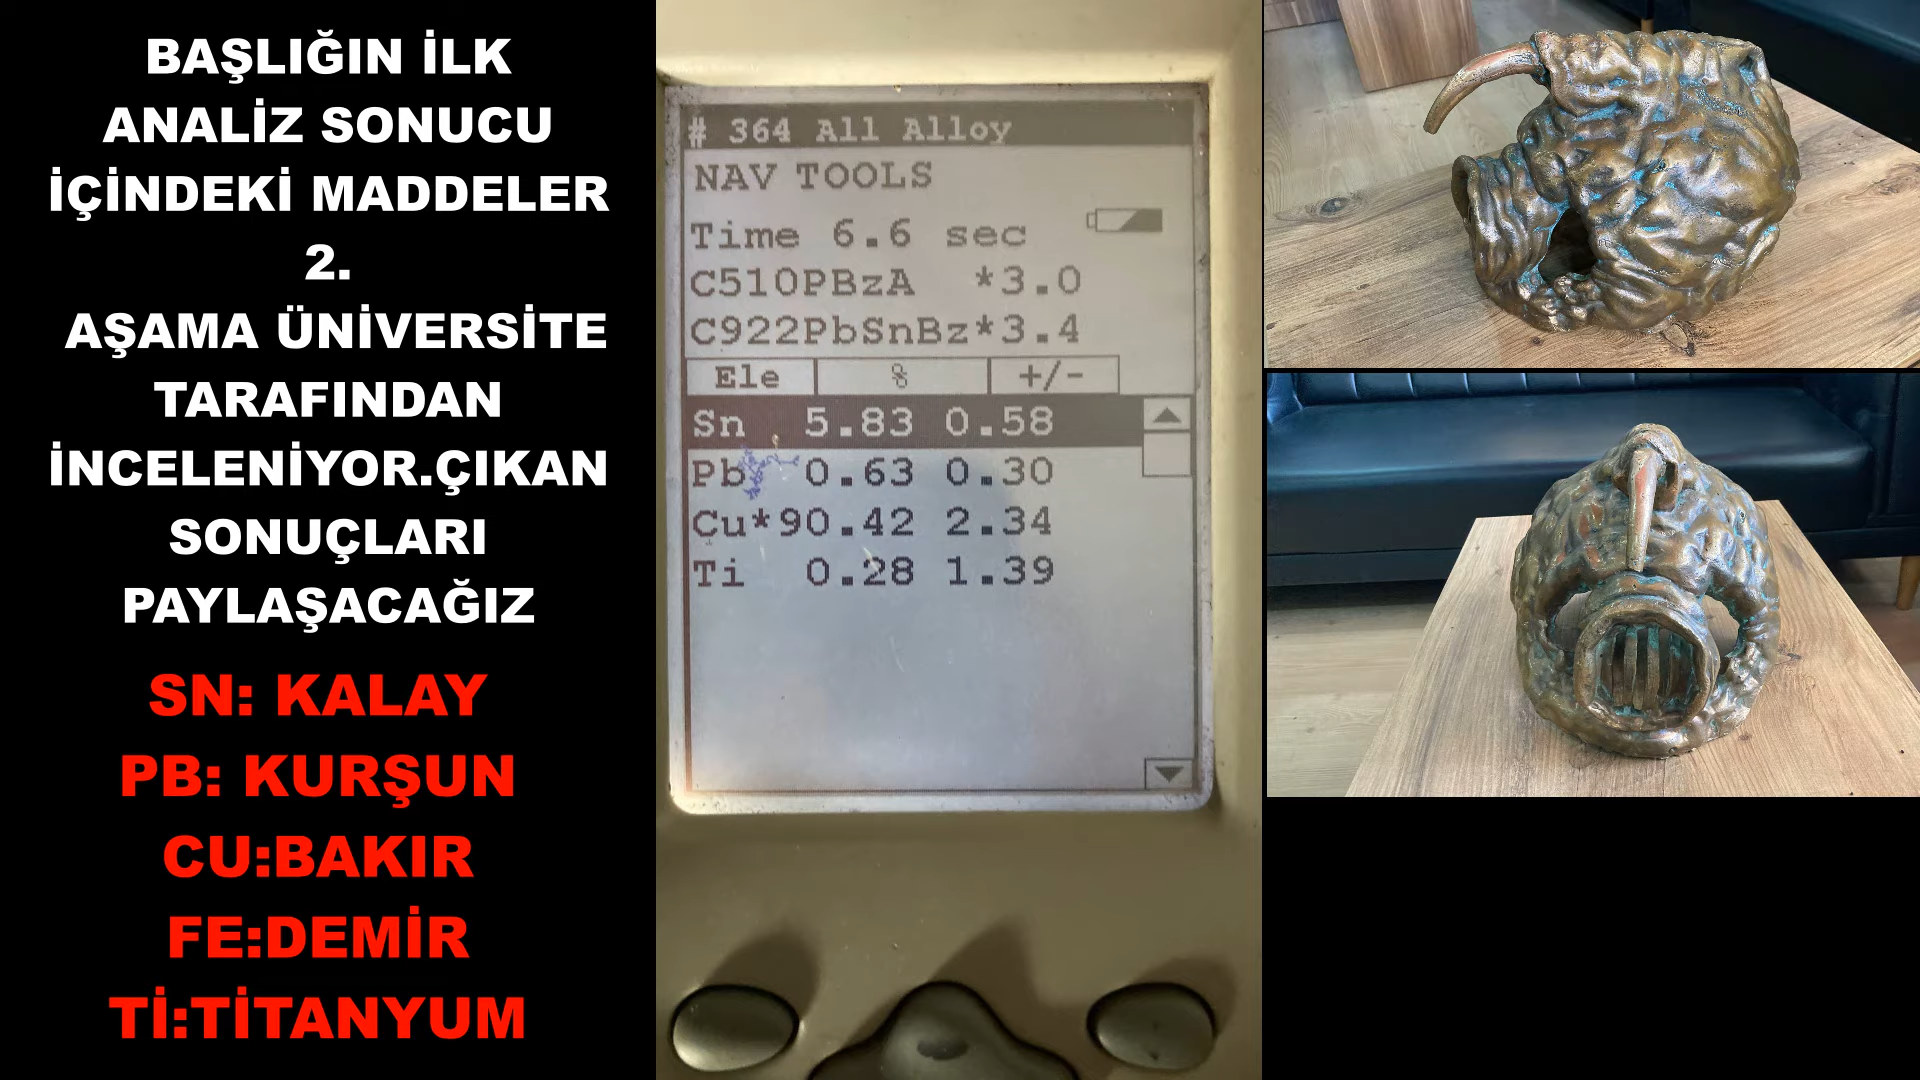 BAŞLIĞIN İLK
ANALİZ SONUCU
İÇİNDEKİ MADDELER
2.
AŞAMA ÜNİVERSİTE
TARAFINDAN
İNCELENİYOR.ÇIKAN
SONUÇLARI
PAYLAŞACAĞIZ
SN: KALAY
PB: KURŞUN
CU:BAKIR
FE:DEMİR
Tİ:TİTANYUM
# 364 All Alloy
NAV TOOLS
Time 6.6 sec
C510PBzA *3.0
C922PbSnBz*3.4
Ele % +/-
Sn 5.83 0.58
Pb 0.63 0.30
Cu*90.42 2.34
Ti 0.28 1.39